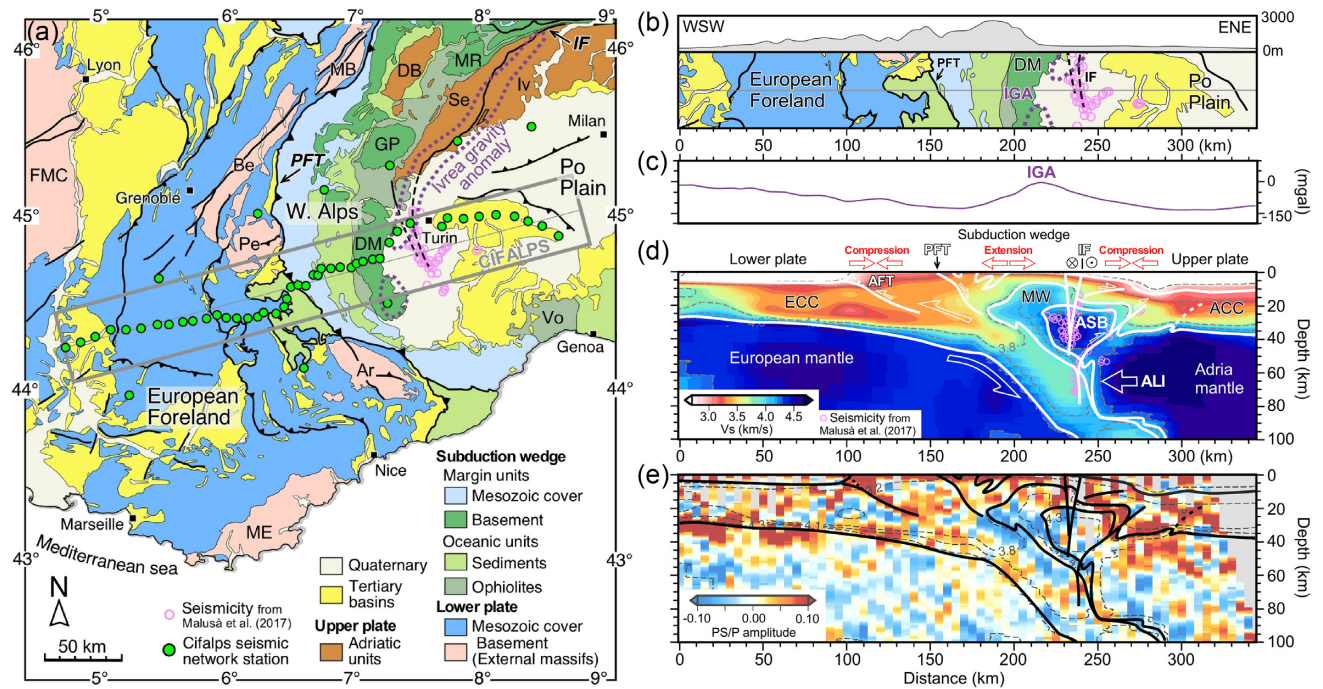 (a)
5° 6° 7° 8° 9°
46°
46°
Lyon
MB
DB
MR
IF
Se
Iv
Milan
GP
FMC
Be
PFT
Ivrea gravity
anomaly
Po
Plain
Grenoble
W. Alps
45°
45°
Pe
DM
Turin
CIFALPS
Vo
Genoa
Ar
44°
44°
European
Foreland
Nice
Marseille
ME
Mediterranean sea
43°
43°
N
50 km
Seismicity from
Malusà et al. (2017)
Cifalps seismic
network station
Quaternary
Tertiary
basins
Upper plate
Adriatic
units
Subduction wedge
Margin units
Mesozoic cover
Basement
Oceanic units
Sediments
Ophiolites
Lower plate
Mesozoic cover
Basement
(External massifs)
5° 6° 7° 8° 9°
(b)
WSW
ENE
3000
0m
European
Foreland
PFT
DM
IGA
IF
Po
Plain
0 50 100 150 200 250 300 (km)
(c)
IGA
0
-150
(mgal)
(d)
Subduction wedge
Lower plate
Compression
PFT
Extension
IF
Compression
Upper plate
AFT
ECC
MW
ASB
ACC
3.8
European mantle
ALI
Adria
mantle
3.0 3.5 4.0 4.5
Vs (km/s)
Seismicity from
Malusà et al. (2017)
0
20
40
60
80
100
Depth (km)
0 50 100 150 200 250 300 (km)
(e)
3.8
-0.10 0.00 0.10
PS/P amplitude
0
20
40
60
80
100
Depth (km)
0 50 100 150 200 250 300
Distance (km)